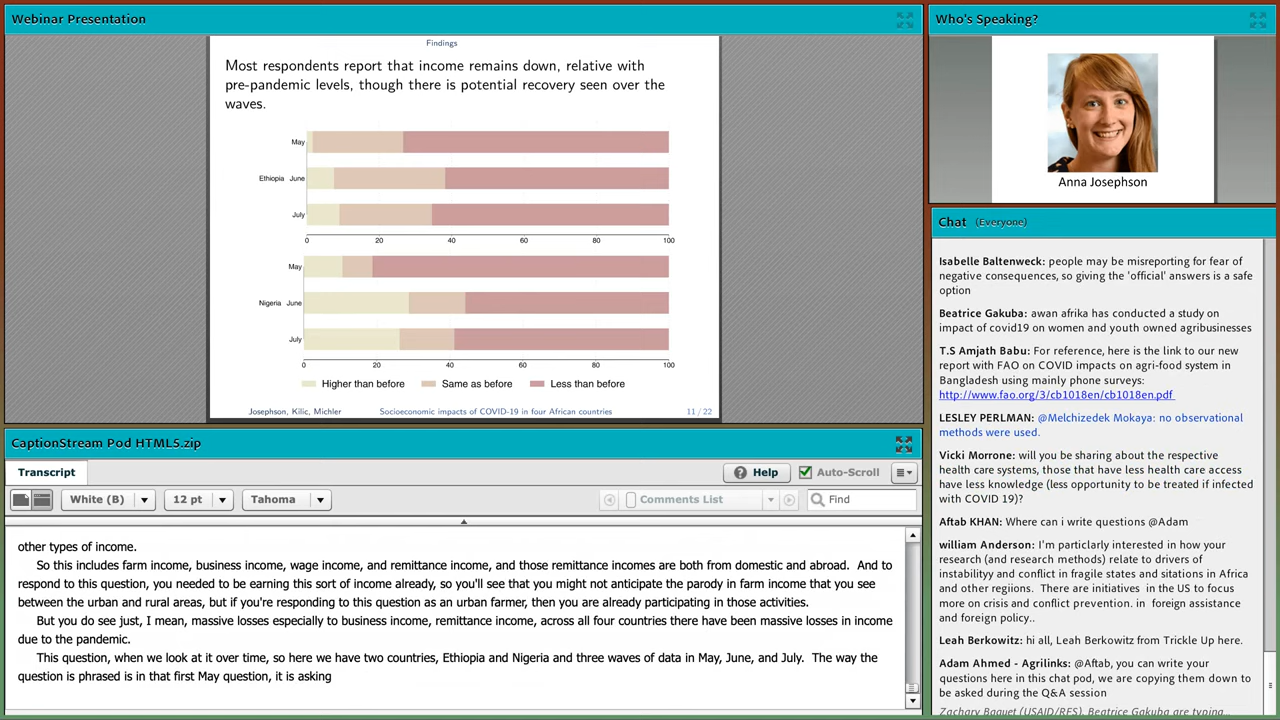 Webinar Presentation
Findings
Most respondents report that income remains down, relative with
pre-pandemic levels, though there is potential recovery seen over the
waves.
May
Ethiopia June
July
0 20 40 60 80 100
May
Nigeria June
July
0 20 40 60 80 100
Higher than before Same as before Less than before
Josephson, Kilic, Michler Socioeconomic impacts of COVID-19 in four African countries 11 / 22
Who's Speaking?
Anna Josephson
Chat (Everyone)
Isabelle Baltenweck: people may be misreporting for fear of
negative consequences, so giving the 'official' answers is a safe
option
Beatrice Gakuba: awan afrika has conducted a study on
impact of covid19 on women and youth owned agribusinesses
T.S Amjath Babu: For reference, here is the link to our new
report with FAO on COVID impacts on agri-food system in
Bangladesh using mainly phone surveys:
http://www.fao.org/3/cb1018en/cb1018en.pdf
LESLEY PERLMAN: @Melchizedek Mokaya: no observational
methods were used.
Vicki Morrone: will you be sharing about the respective
health care systems, those that have less health care access
have less knowledge (less opportunity to be treated if infected
with COVID 19)?
Aftab KHAN: Where can i write questions @Adam
william Anderson: I'm particlarly interested in how your
research (and research methods) relate to drivers of
instabilityy and conflict in fragile states and sitations in Africa
and other regiions. There are initiatives in the US to focus
more on crisis and conflict prevention. in foreign assistance
and foreign policy..
Leah Berkowitz: hi all, Leah Berkowitz from Trickle Up here.
Adam Ahmed - Agrilinks: @Aftab, you can write your
questions here in this chat pod, we are copying them down to
be asked during the Q&A session
Zachary Baquet (USAID/RFS), Beatrice Gakuba are typing...
CaptionStream Pod HTML5.zip
Transcript
Help Auto-Scroll
White (B) 12 pt Tahoma Comments List Find
other types of income.
So this includes farm income, business income, wage income, and remittance income, and those remittance incomes are both from domestic and abroad. And to
respond to this question, you needed to be earning this sort of income already, so you'll see that you might not anticipate the parody in farm income that you see
between the urban and rural areas, but if you're responding to this question as an urban farmer, then you are already participating in those activities.
But you do see just, I mean, massive losses especially to business income, remittance income, across all four countries there have been massive losses in income
due to the pandemic.
This question, when we look at it over time, so here we have two countries, Ethiopia and Nigeria and three waves of data in May, June, and July. The way the
question is phrased is in that first May question, it is asking